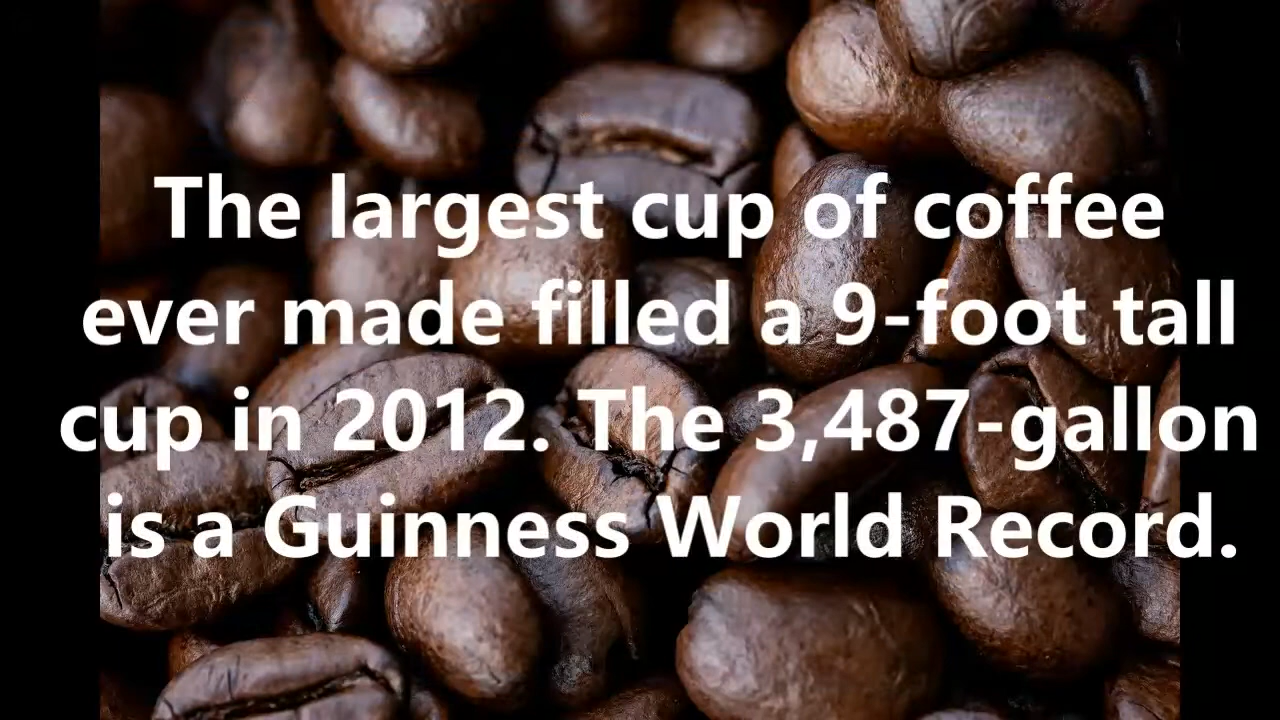 The largest cup of coffee
ever made filled a 9-foot tall
cup in 2012. The 3,487-gallon
is a Guinness World Record.